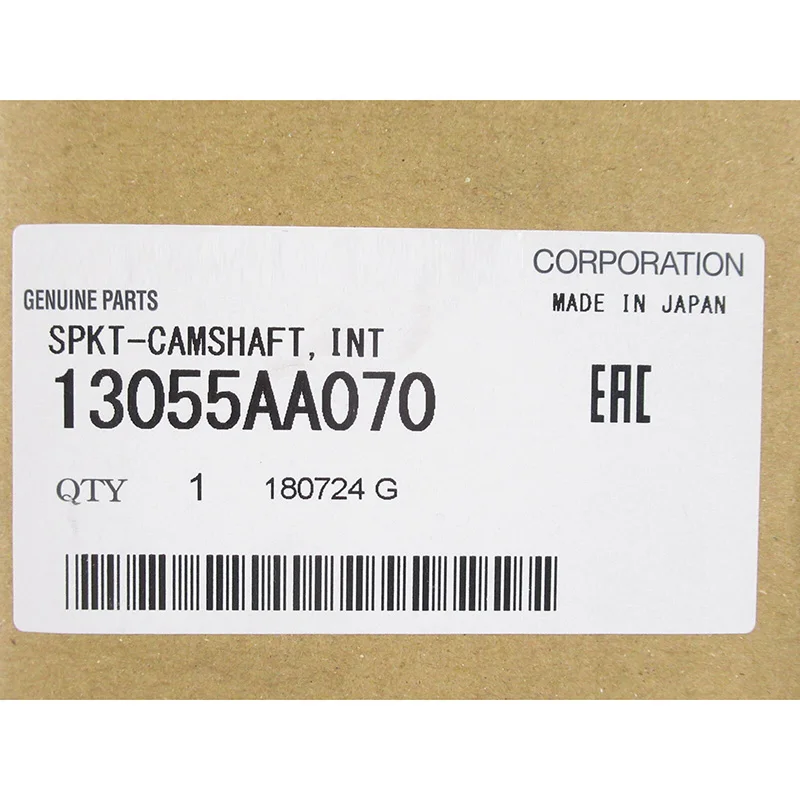 CORPORATION
GENUINE PARTS
MADE IN JAPAN
SPKT-CAMSHAFT, INT
13055AA070
EAC
QTY 1 180724 G